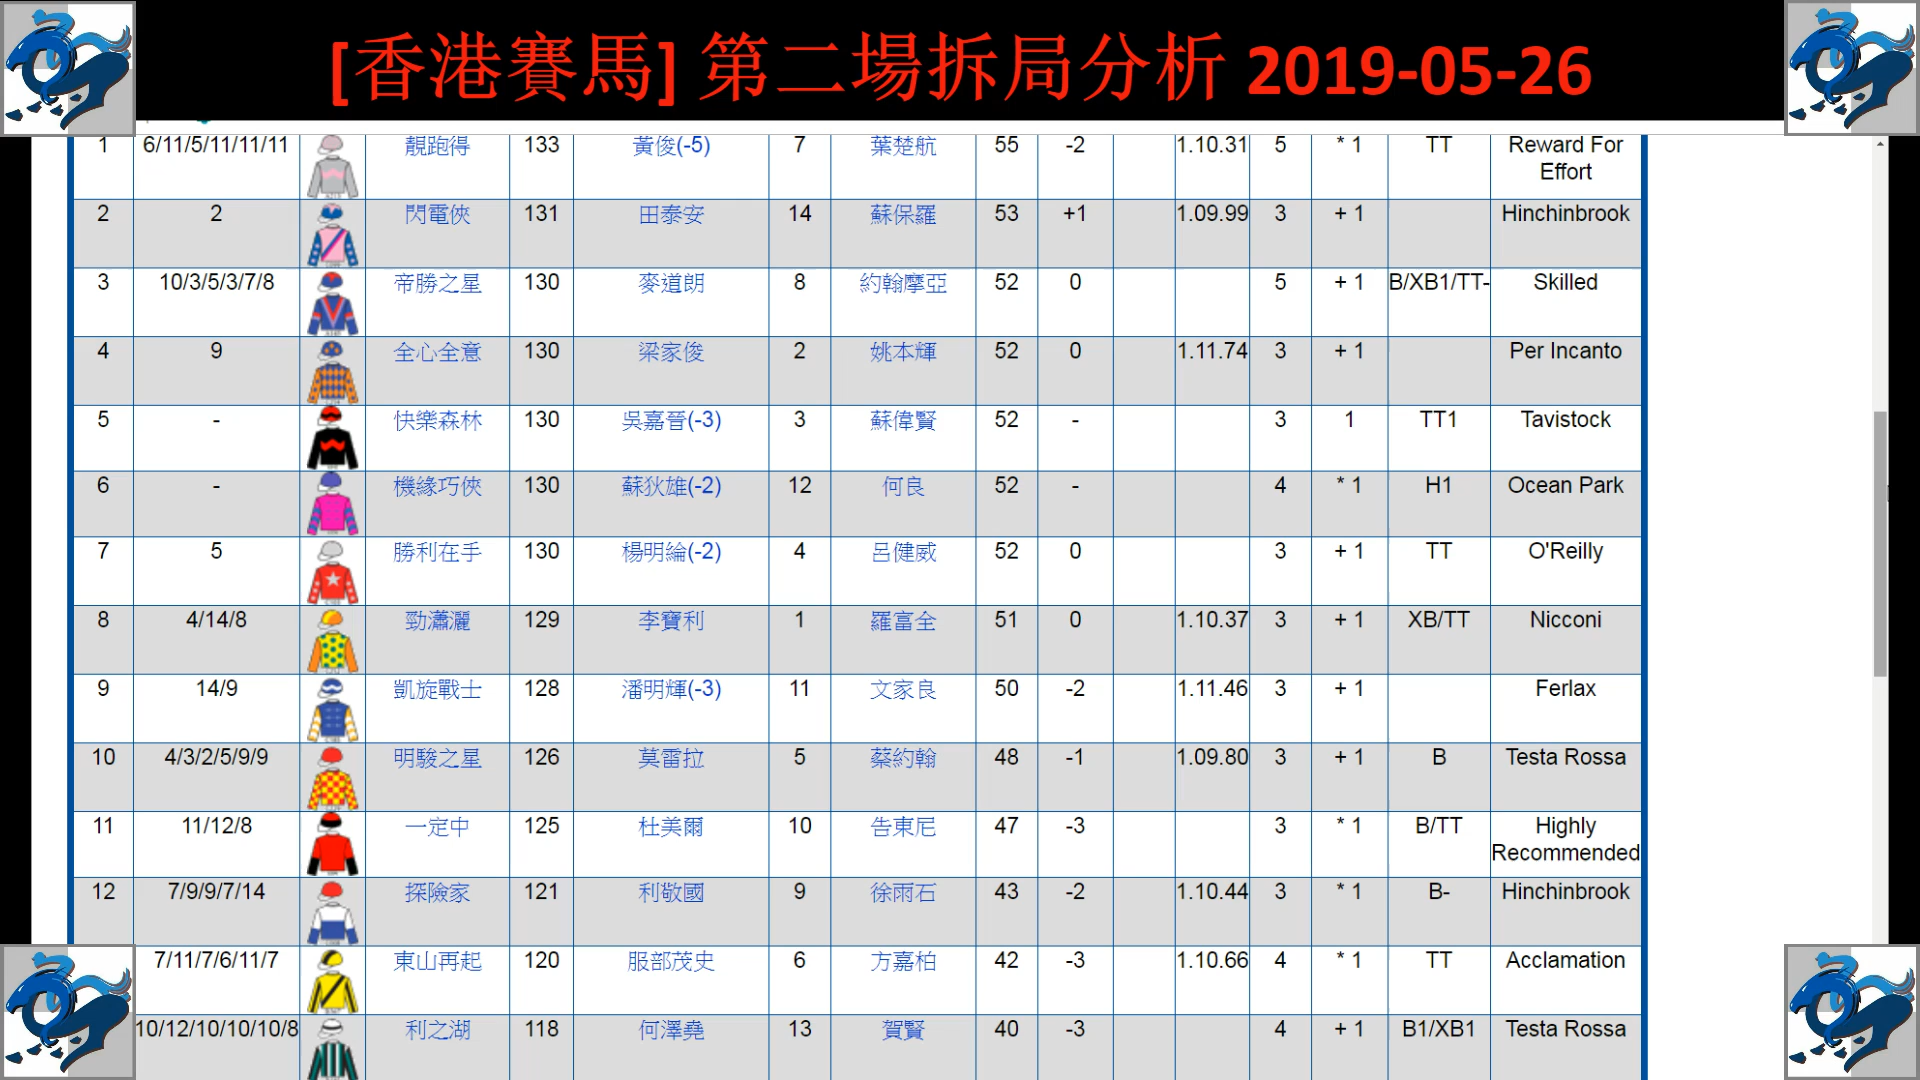 [香港賽馬] 第二場拆局分析 2019-05-26
1 6/11/5/11/11/11 靚跑得 133 黃俊(-5) 7 葉楚航 55 -2 1.10.31 5 * 1 TT Reward For
Effort
2 2 閃電俠 131 田泰安 14 蘇保羅 53 +1 1.09.99 3 + 1 Hinchinbrook
3 10/3/5/3/7/8 帝勝之星 130 麥道朗 8 約翰摩亞 52 0 5 + 1 B/XB1/TT- Skilled
4 9 全心全意 130 梁家俊 2 姚本輝 52 0 1.11.74 3 + 1 Per Incanto
5 - 快樂森林 130 吳嘉晉(-3) 3 蘇偉賢 52 - 3 1 TT1 Tavistock
6 - 機緣巧俠 130 蘇狄雄(-2) 12 何良 52 - 4 * 1 H1 Ocean Park
7 5 勝利在手 130 楊明綸(-2) 4 呂健威 52 0 3 + 1 TT O'Reilly
8 4/14/8 勁瀟灑 129 李寶利 1 羅富全 51 0 1.10.37 3 + 1 XB/TT Nicconi
9 14/9 凱旋戰士 128 潘明輝(-3) 11 文家良 50 -2 1.11.46 3 + 1 Ferlax
10 4/3/2/5/9/9 明駿之星 126 莫雷拉 5 蔡約翰 48 -1 1.09.80 3 + 1 B Testa Rossa
11 11/12/8 一定中 125 杜美爾 10 告東尼 47 -3 3 * 1 B/TT Highly
Recommended
12 7/9/9/7/14 探險家 121 利敬國 9 徐雨石 43 -2 1.10.44 3 * 1 B- Hinchinbrook
7/11/7/6/11/7 東山再起 120 服部茂史 6 方嘉柏 42 -3 1.10.66 4 * 1 TT Acclamation
10/12/10/10/10/8 利之湖 118 何澤堯 13 賀賢 40 -3 4 + 1 B1/XB1 Testa Rossa